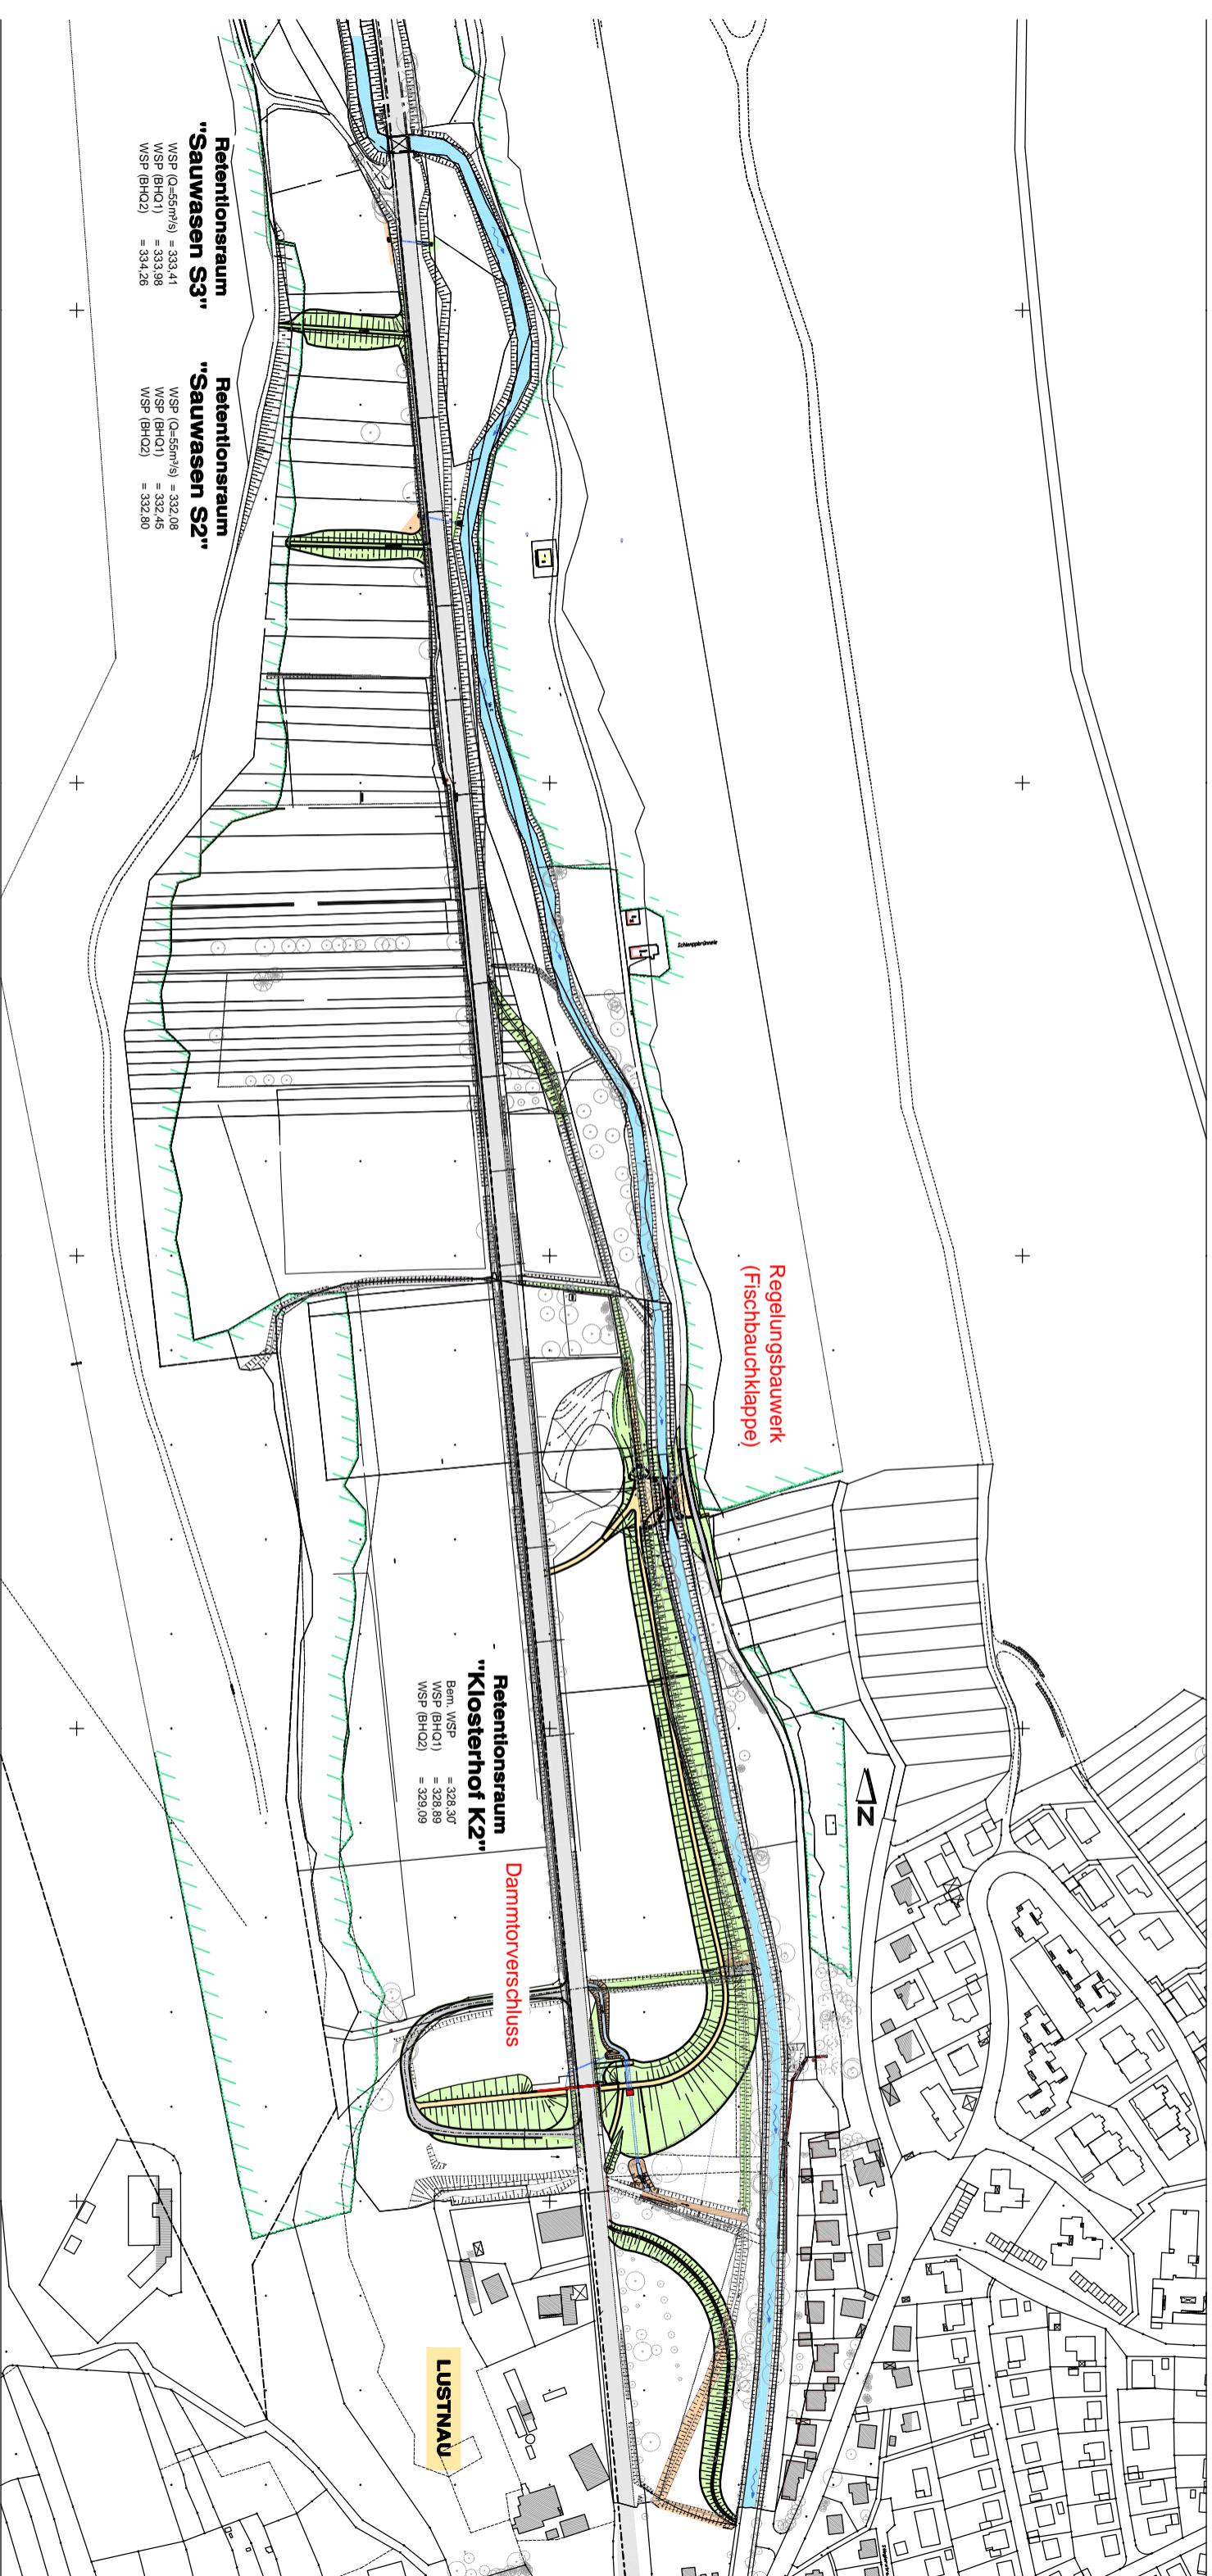 Retentionsraum
"Sauwasen S3"
WSP (Q=55m³/s) = 333,41
WSP (BHQ1) = 333,98
WSP (BHQ2) = 334,26
Retentionsraum
"Sauwasen S2"
WSP (Q=55m³/s) = 332,08
WSP (BHQ1) = 332,45
WSP (BHQ2) = 332,80
Regelungsbauwerk
(Fischbauchklappe)
Retentionsraum
"Klosterhof K2"
Bem. WSP = 328,30
WSP (BHQ1) = 328,89
WSP (BHQ2) = 329,09
N
Dammtorverschluss
LUSTNAU